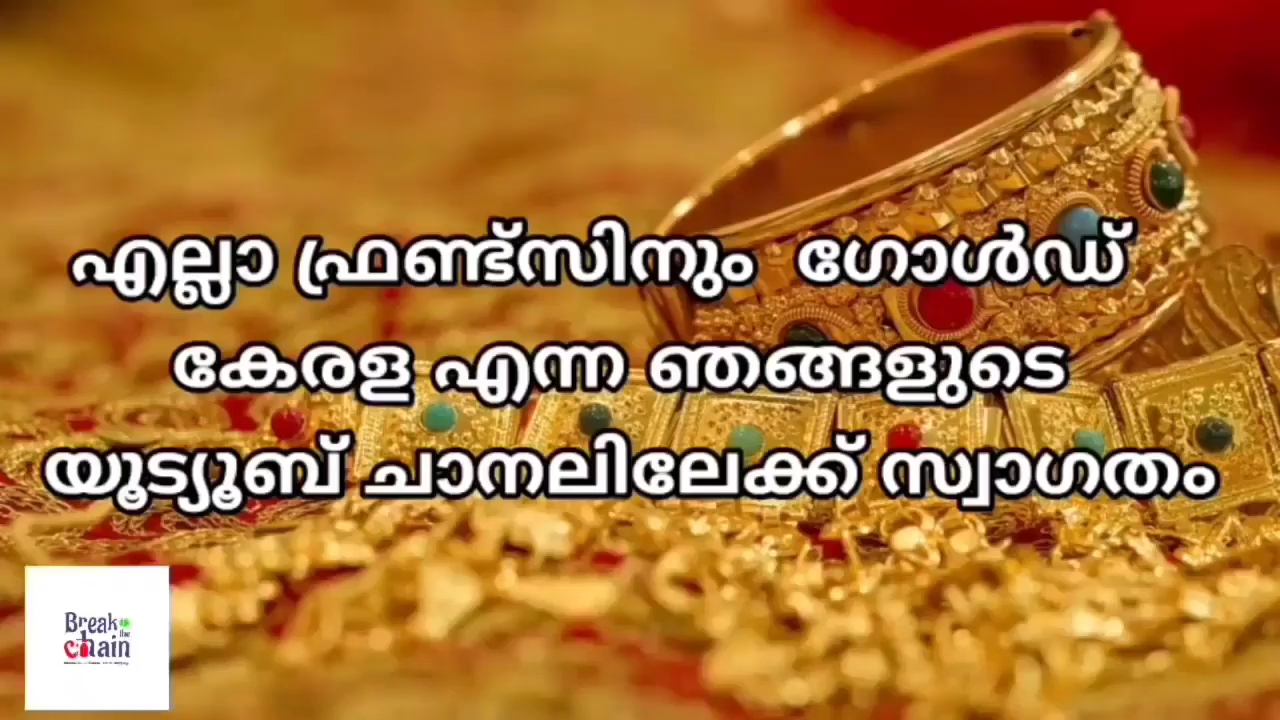 എല്ലാ ഫ്രണ്ട്സിനും ഗോൾഡ്
കേരള എന്ന ഞങ്ങളുടെ
യൂട്യൂബ് ചാനലിലേക്ക് സ്വാഗതം
Break
the
chain